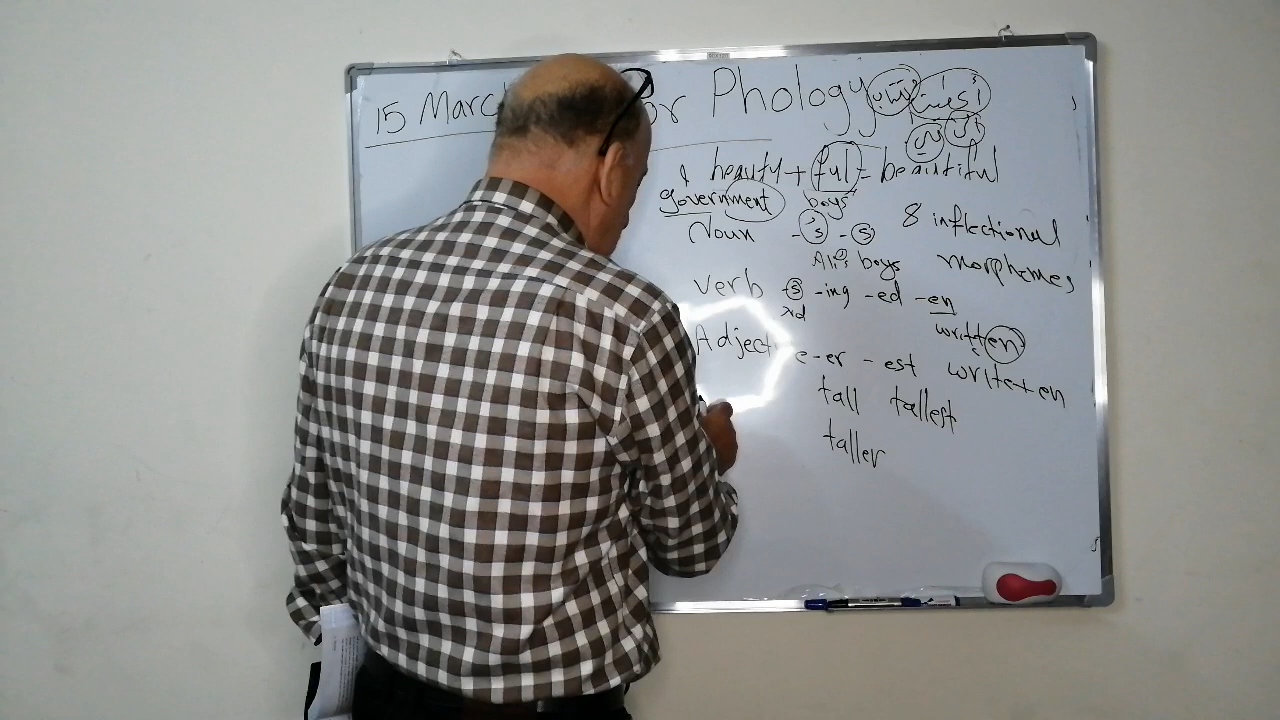 15 March or Phology
beauty + ful = beautiful
government boys
Noun - 's - s 8 inflectional
Ali's boys morphemes
verb -s -ing -ed -en
written
Adject - er - est write+en
tall tallest
taller